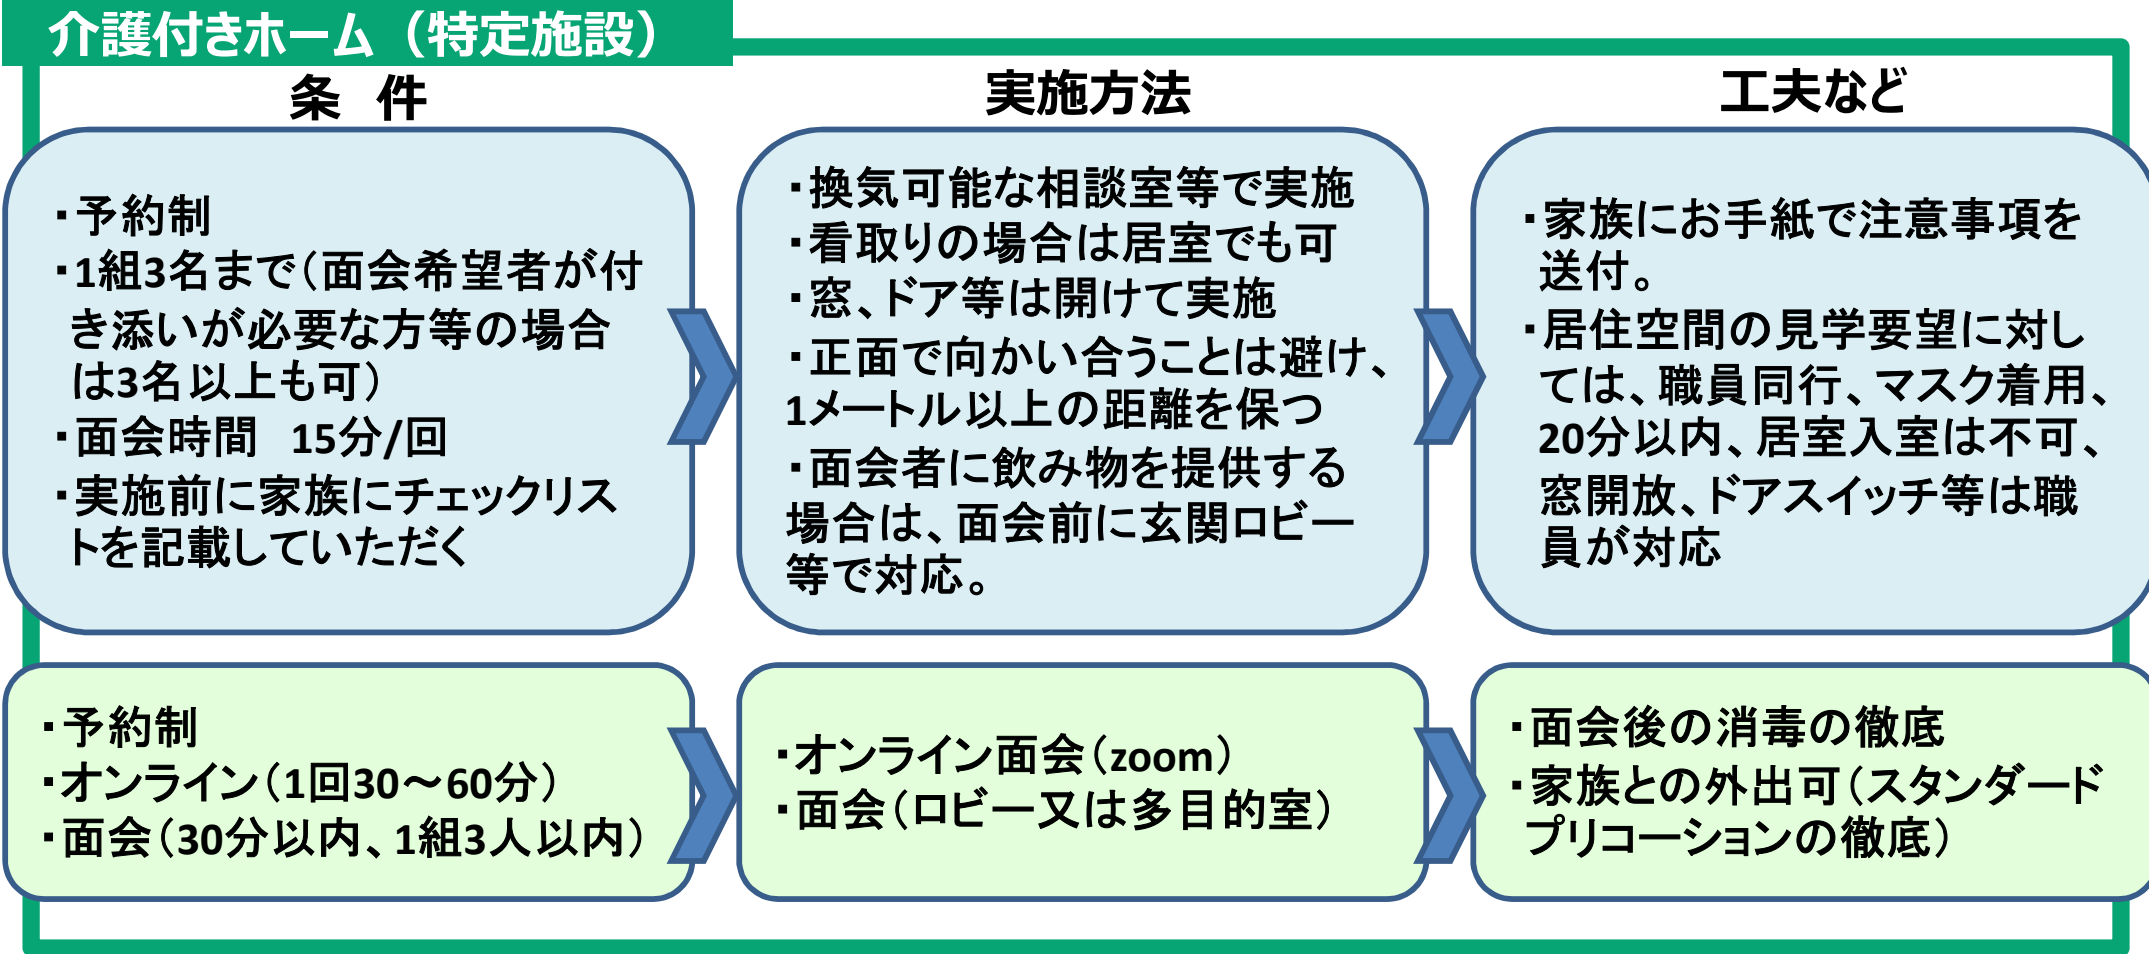 介護付きホーム（特定施設）
条　件
・予約制
・1組3名まで（面会希望者が付
き添いが必要な方等の場合
は3名以上も可）
・面会時間　15分/回
・実施前に家族にチェックリス
トを記載していただく
実施方法
・換気可能な相談室等で実施
・看取りの場合は居室でも可
・窓、ドア等は開けて実施
・正面で向かい合うことは避け、
1メートル以上の距離を保つ
・面会者に飲み物を提供する
場合は、面会前に玄関ロビー
等で対応。
工夫など
・家族にお手紙で注意事項を
送付。
・居住空間の見学要望に対し
ては、職員同行、マスク着用、
20分以内、居室入室は不可、
窓開放、ドアスイッチ等は職
員が対応
・予約制
・オンライン（1回30～60分）
・面会（30分以内、1組3人以内）
・オンライン面会（zoom）
・面会（ロビー又は多目的室）
・面会後の消毒の徹底
・家族との外出可（スタンダード
プリコーションの徹底）